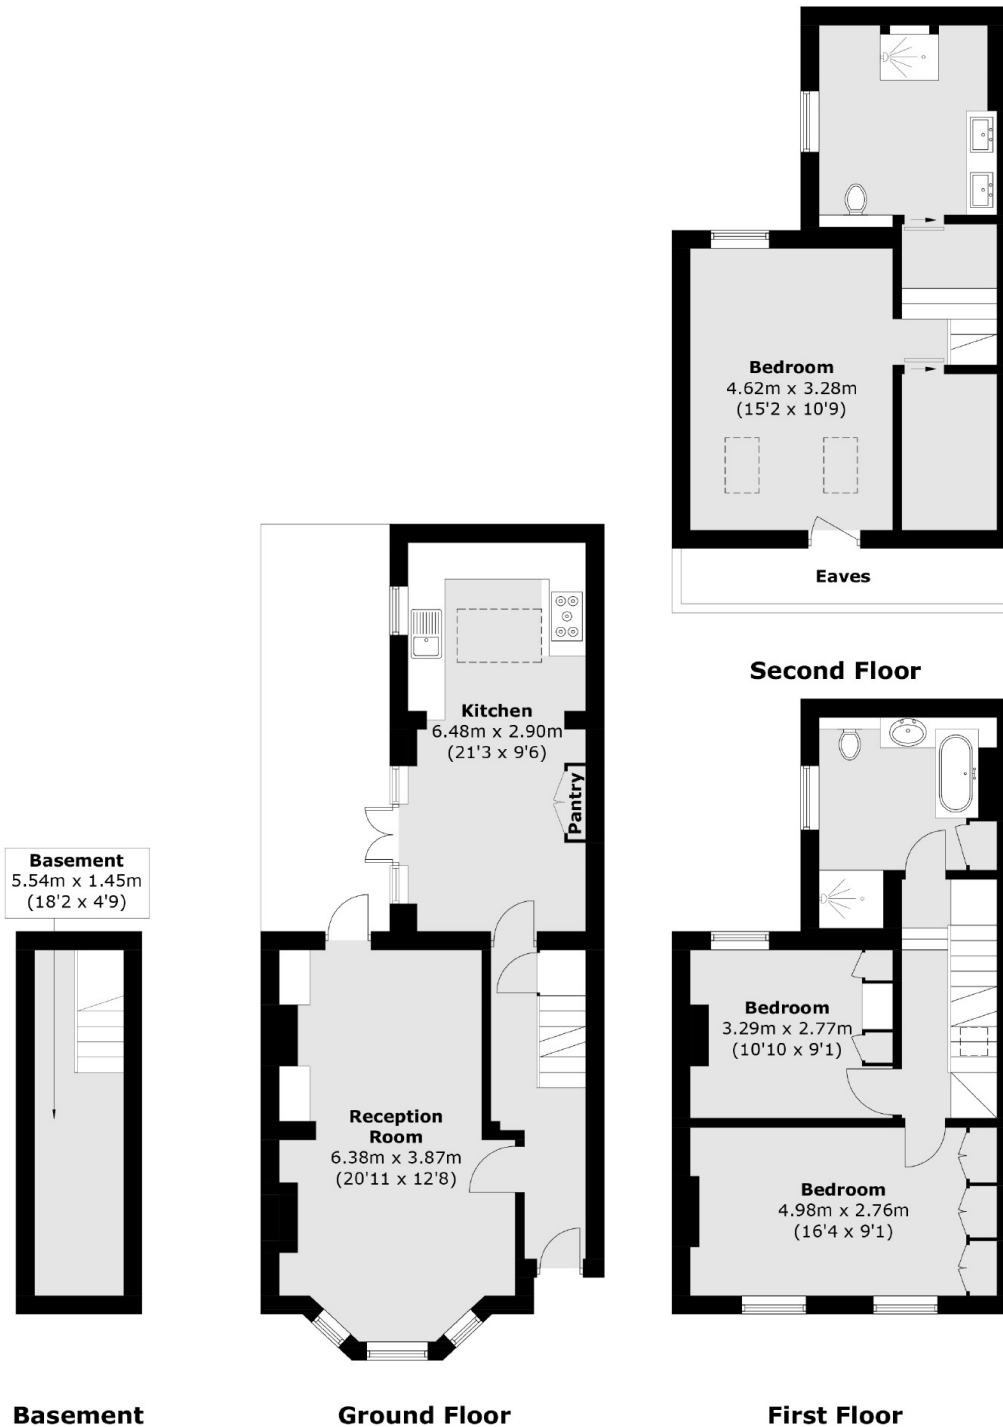 Bedroom
4.62m x 3.28m
(15'2 x 10'9)
Eaves
Second Floor
Kitchen
6.48m x 2.90m
(21'3 x 9'6)
Pantry
Basement
5.54m x 1.45m
(18'2 x 4'9)
Reception
Room
6.38m x 3.87m
(20'11 x 12'8)
Bedroom
3.29m x 2.77m
(10'10 x 9'1)
Bedroom
4.98m x 2.76m
(16'4 x 9'1)
Basement
Ground Floor
First Floor